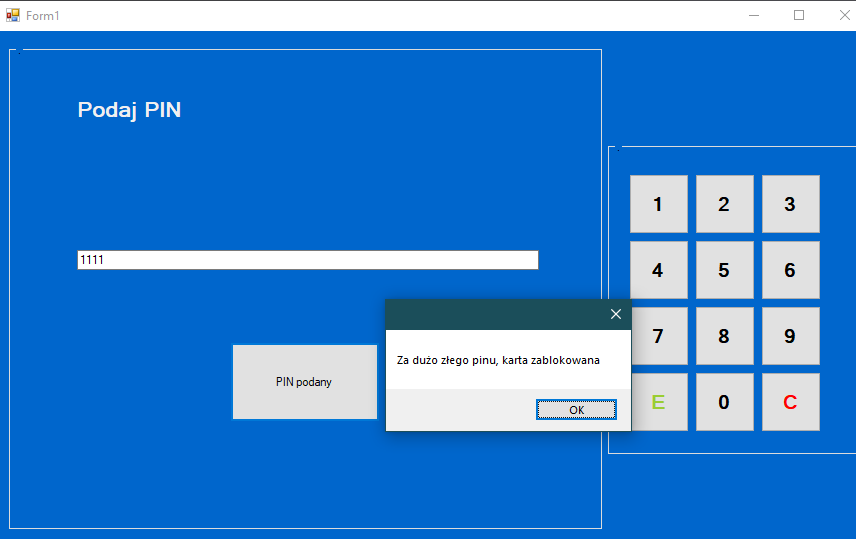 Form1
Podaj PIN
1111
PIN podany
Za dużo złego pinu, karta zablokowana
OK
1 2 3
4 5 6
7 8 9
E 0 C